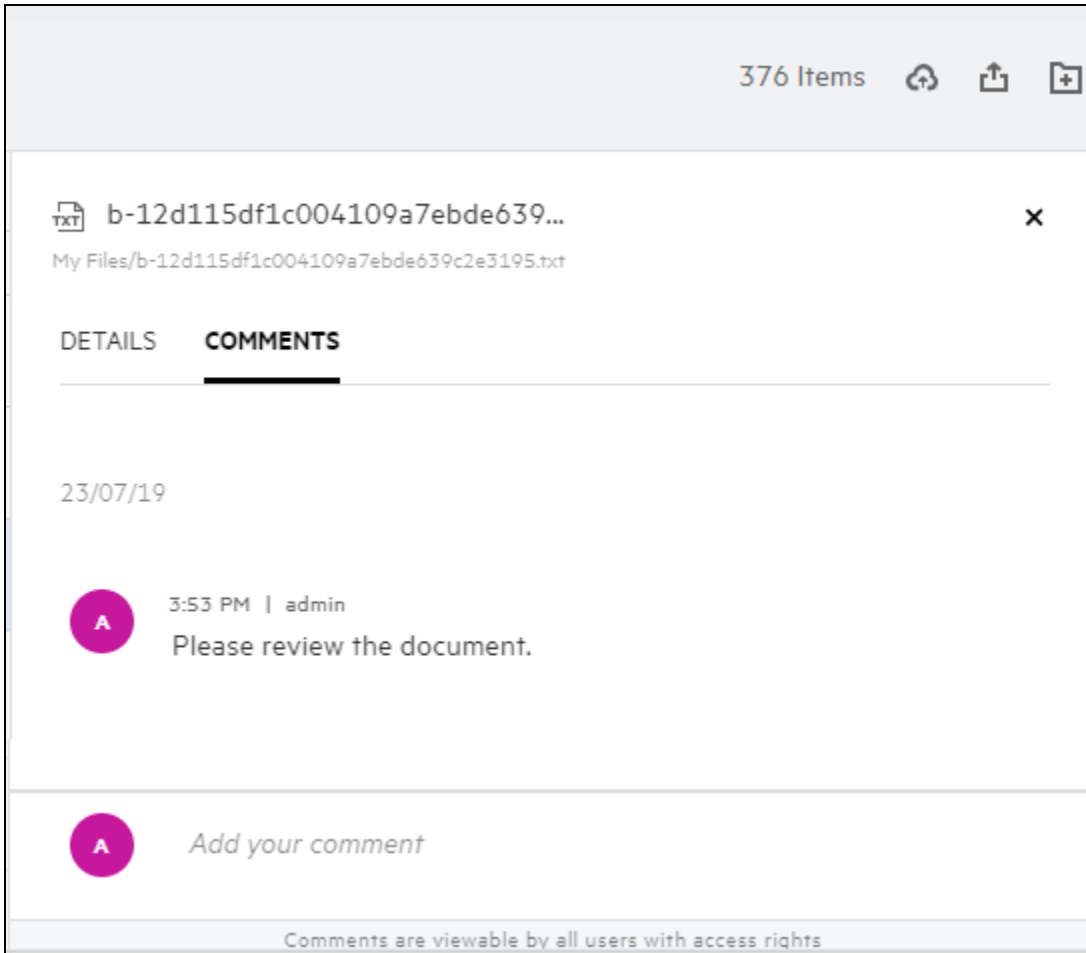 376 Items
TXT b-12d115df1c004109a7ebde639...
My Files/b-12d115df1c004109a7ebde639c2e3195.txt
DETAILS COMMENTS
23/07/19
3:53 PM | admin
A
Please review the document.
A Add your comment
Comments are viewable by all users with access rights